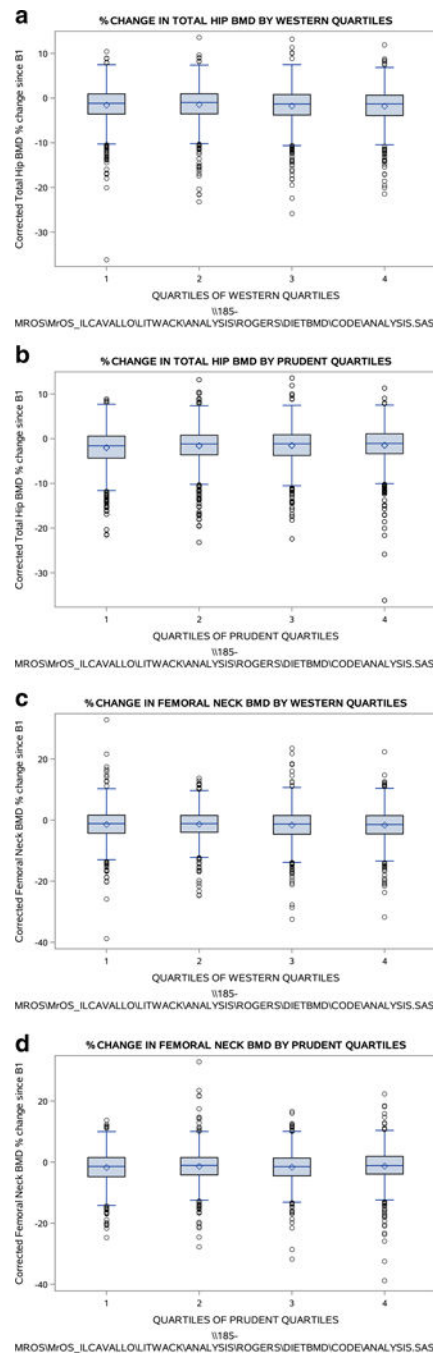 a
% CHANGE IN TOTAL HIP BMD BY WESTERN QUARTILES
Corrected Total Hip BMD % change since B1
10
0
-10
-20
-30
1 2 3 4
QUARTILES OF WESTERN QUARTILES
\\185-
MROS\MrOS_ILCAVALLO\LITWACK\ANALYSIS\ROGERS\DIETBMD\CODE\ANALYSIS.SAS
b
% CHANGE IN TOTAL HIP BMD BY PRUDENT QUARTILES
Corrected Total Hip BMD % change since B1
10
0
-10
-20
-30
1 2 3 4
QUARTILES OF PRUDENT QUARTILES
\\185-
MROS\MrOS_ILCAVALLO\LITWACK\ANALYSIS\ROGERS\DIETBMD\CODE\ANALYSIS.SAS
c
% CHANGE IN FEMORAL NECK BMD BY WESTERN QUARTILES
Corrected Femoral Neck BMD % change since B1
20
0
-20
-40
1 2 3 4
QUARTILES OF WESTERN QUARTILES
\\185-
MROS\MrOS_ILCAVALLO\LITWACK\ANALYSIS\ROGERS\DIETBMD\CODE\ANALYSIS.SAS
d
% CHANGE IN FEMORAL NECK BMD BY PRUDENT QUARTILES
Corrected Femoral Neck BMD % change since B1
20
0
-20
-40
1 2 3 4
QUARTILES OF PRUDENT QUARTILES
\\185-
MROS\MrOS_ILCAVALLO\LITWACK\ANALYSIS\ROGERS\DIETBMD\CODE\ANALYSIS.SAS